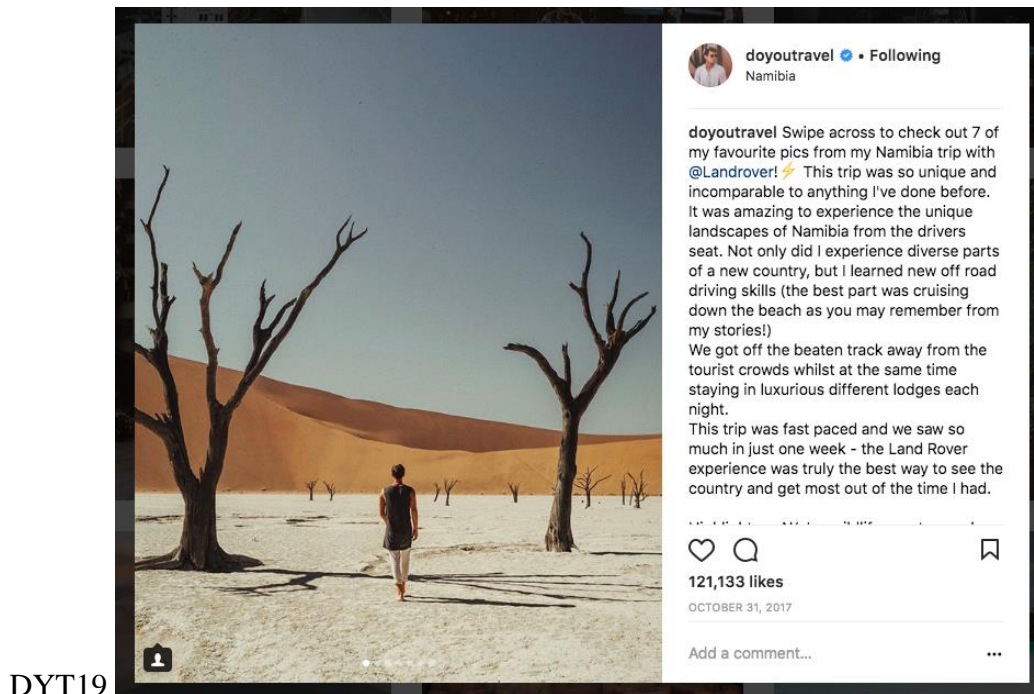 doyoutravel • Following
Namibia
doyoutravel Swipe across to check out 7 of
my favourite pics from my Namibia trip with
@Landrover!⚡ This trip was so unique and
incomparable to anything I've done before.
It was amazing to experience the unique
landscapes of Namibia from the drivers
seat. Not only did I experience diverse parts
of a new country, but I learned new off road
driving skills (the best part was cruising
down the beach as you may remember from
my stories!)
We got off the beaten track away from the
tourist crowds whilst at the same time
staying in luxurious different lodges each
night.
This trip was fast paced and we saw so
much in just one week - the Land Rover
experience was truly the best way to see the
country and get most out of the time I had.
121,133 likes
OCTOBER 31, 2017
Add a comment...
DYT19